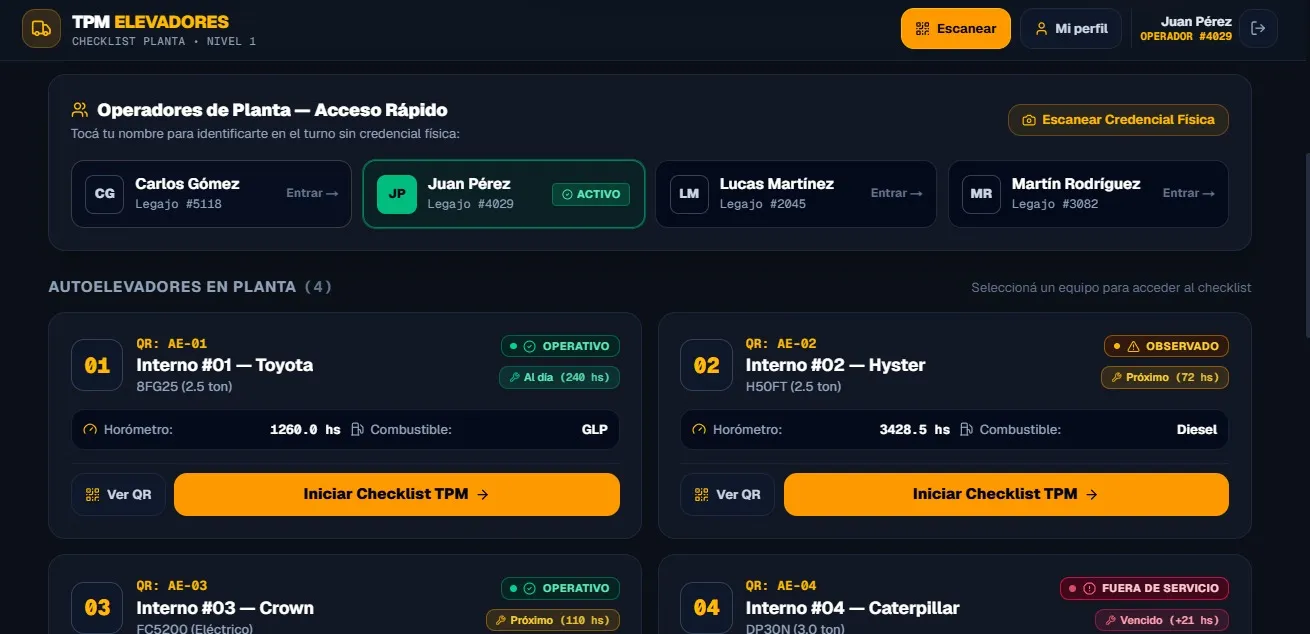 TPM ELEVADORES
CHECKLIST PLANTA • NIVEL 1
Escanear
Mi perfil
Juan Pérez
OPERADOR #4029
Operadores de Planta — Acceso Rápido
Tocá tu nombre para identificarte en el turno sin credencial física:
Escanear Credencial Física
CG
Carlos Gómez
Legajo #5118
Entrar →
JP
Juan Pérez
Legajo #4029
ACTIVO
LM
Lucas Martínez
Legajo #2045
Entrar →
MR
Martín Rodríguez
Legajo #3082
Entrar →
AUTOELEVADORES EN PLANTA (4)
Seleccioná un equipo para acceder al checklist
01
QR: AE-01
Interno #01 — Toyota
8FG25 (2.5 ton)
OPERATIVO
Al día (240 hs)
Horómetro: 1260.0 hs
Combustible: GLP
Ver QR
Iniciar Checklist TPM →
02
QR: AE-02
Interno #02 — Hyster
H50FT (2.5 ton)
OBSERVADO
Próximo (72 hs)
Horómetro: 3428.5 hs
Combustible: Diesel
Ver QR
Iniciar Checklist TPM →
03
QR: AE-03
Interno #03 — Crown
FC5200 (Eléctrico)
OPERATIVO
Próximo (110 hs)
04
QR: AE-04
Interno #04 — Caterpillar
DP30N (3.0 ton)
FUERA DE SERVICIO
Vencido (+21 hs)